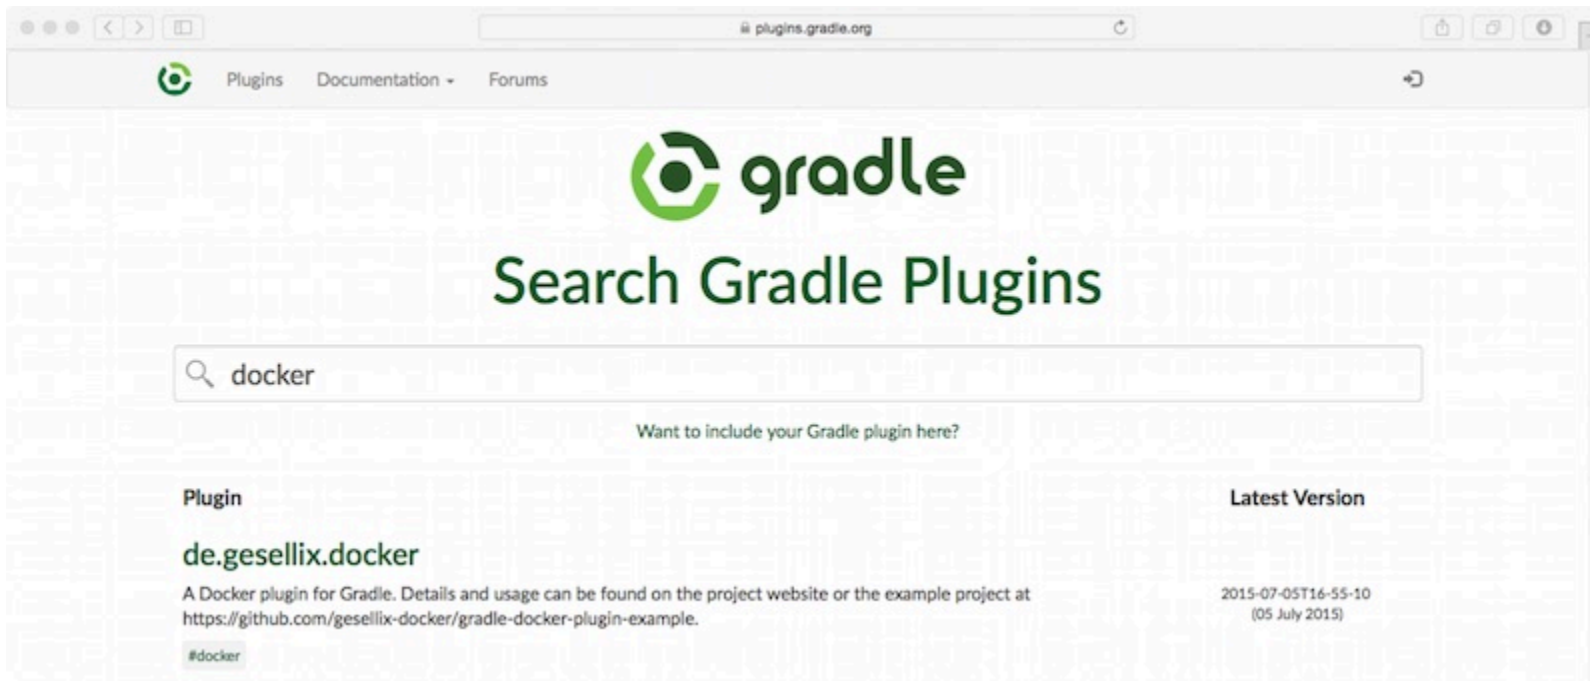 plugins.gradle.org
Plugins Documentation Forums
gradle
Search Gradle Plugins
docker
Want to include your Gradle plugin here?
Plugin Latest Version
de.gesellix.docker
A Docker plugin for Gradle. Details and usage can be found on the project website or the example project at
https://github.com/gesellix-docker/gradle-docker-plugin-example.
2015-07-05T16-55-10
(05 July 2015)
#docker